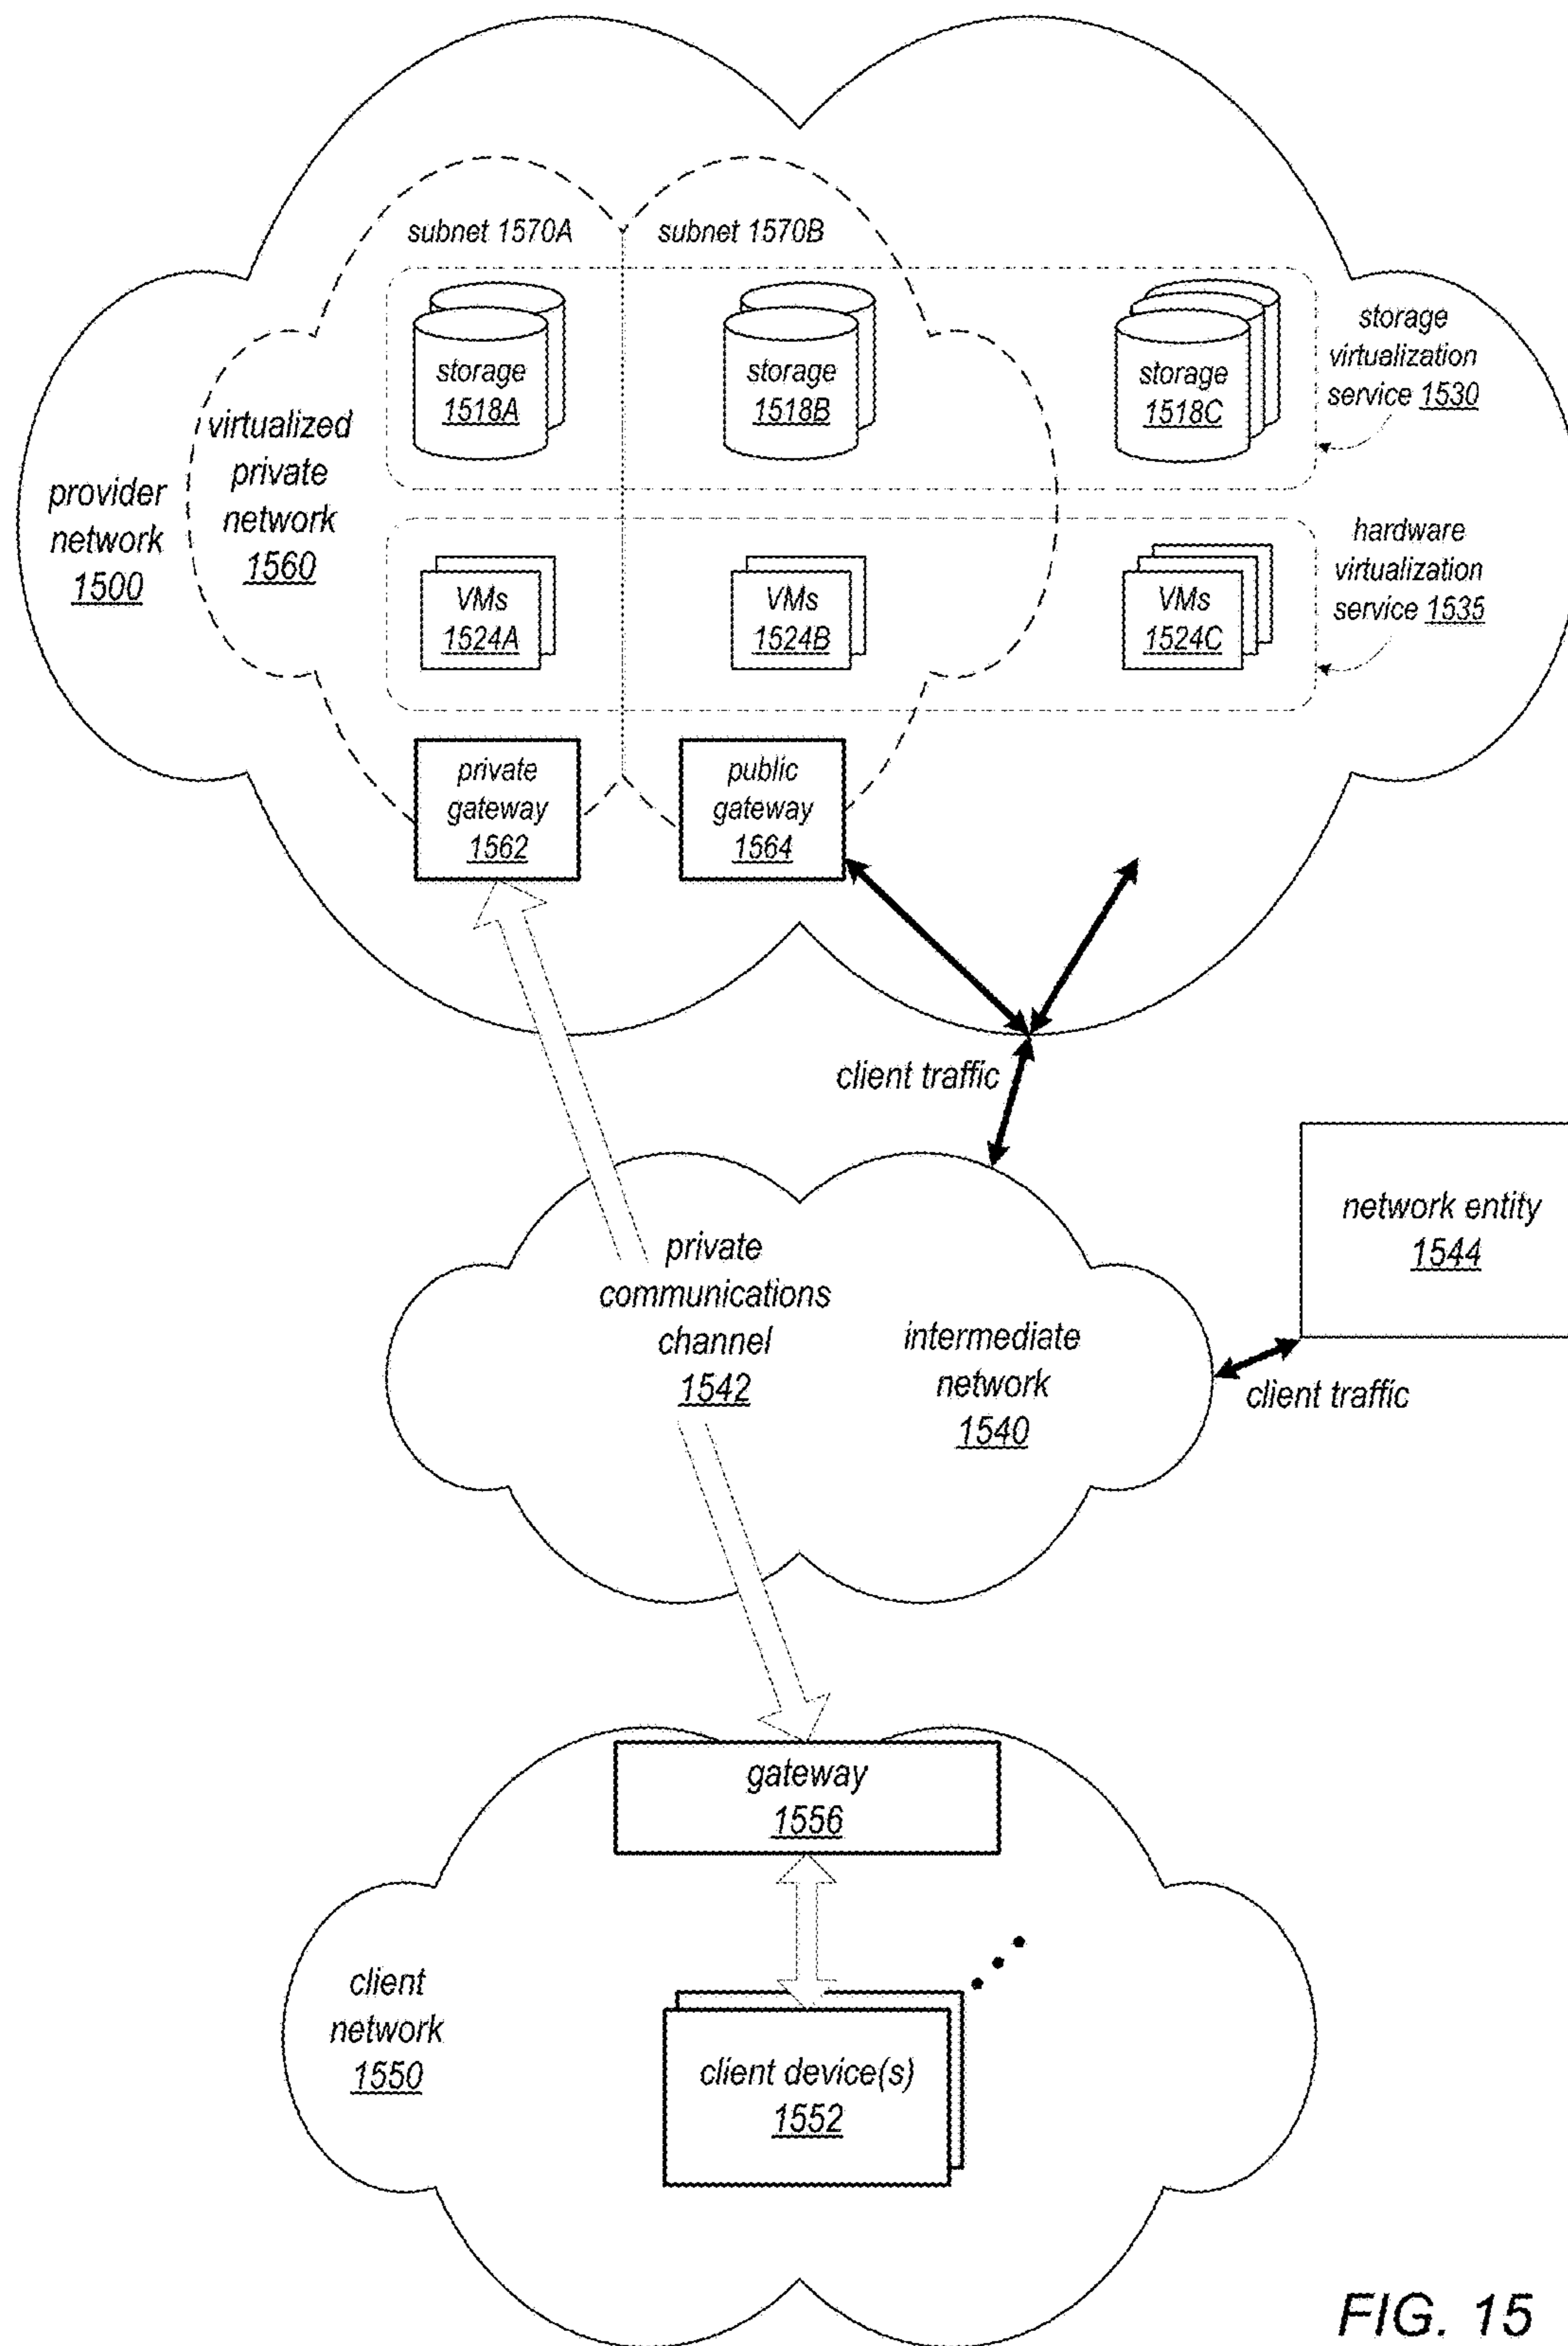 subnet 1570A
subnet 1570B
storage
1518A
storage
1518B
storage
1518C
storage
virtualization
service 1530
provider
network
1500
virtualized
private
network
1560
VMs
1524A
VMs
1524B
VMs
1524C
hardware
virtualization
service 1535
private
gateway
1562
public
gateway
1564
client traffic
network entity
1544
private
communications
channel
1542
intermediate
network
1540
client traffic
gateway
1556
client
network
1550
client device(s)
1552
FIG. 15